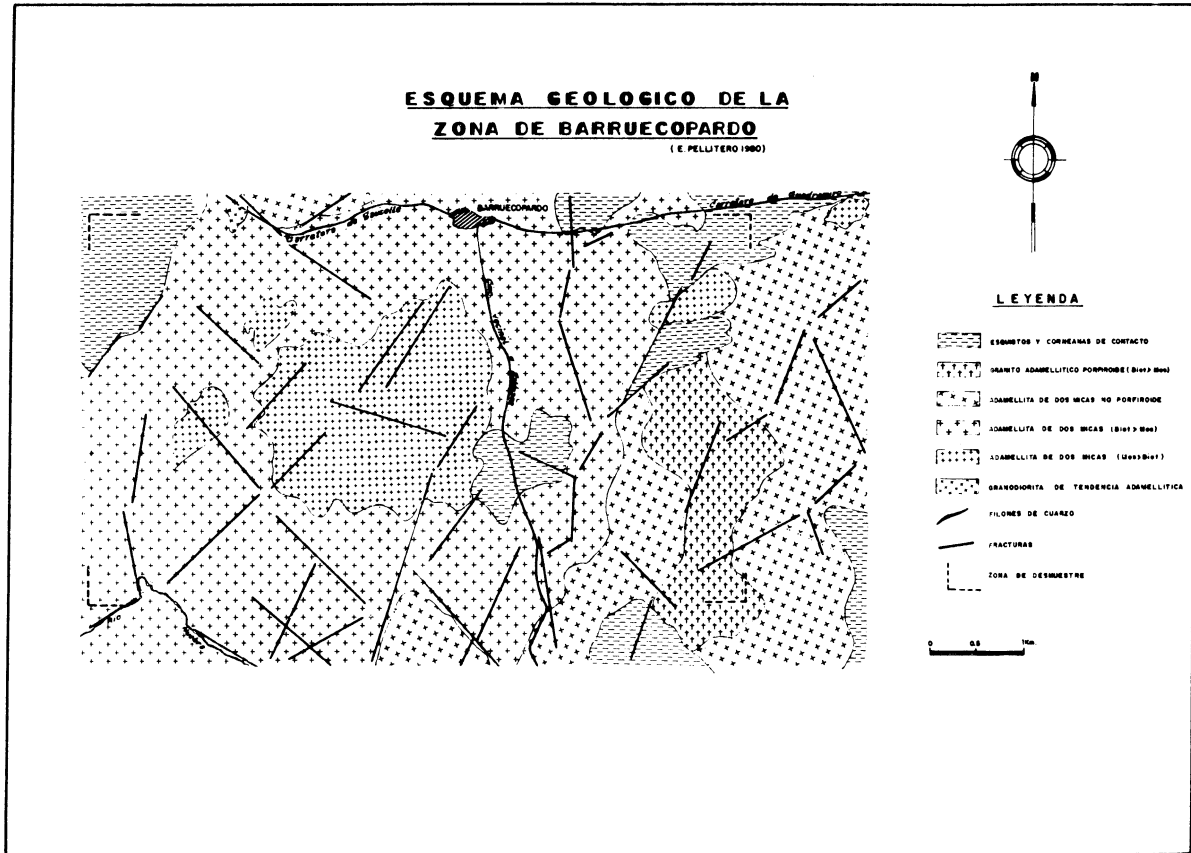 ESQUEMA GEOLOGICO DE LA
ZONA DE BARRUECOPARDO
(E. PELLITERO 1980)
N
BARRUECOPARDO
Carretera de Saucelle
Carretera de
LEYENDA
ESQUISTOS Y CORNEANAS DE CONTACTO
GRANITO ADAMELLITICO PORFIROIDE (Biot > Mos)
ADAMELLITA DE DOS MICAS NO PORFIROIDE
ADAMELLITA DE DOS MICAS (Biot > Mos)
ADAMELLITA DE DOS MICAS (Mos > Biot)
GRANODIORITA DE TENDENCIA ADAMELLITICA
FILONES DE CUARZO
FRACTURAS
ZONA DE DESMUESTRE
RIO
0 0.5 1Km.